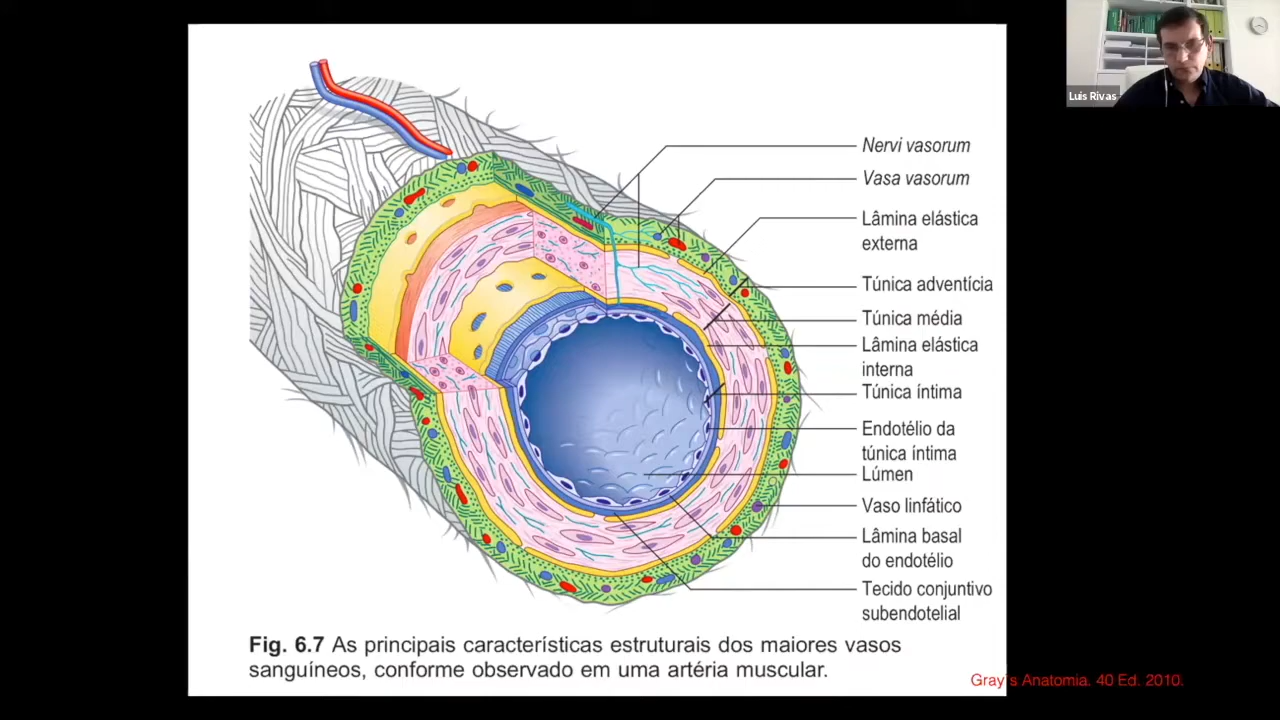 Luis Rivas
Nervi vasorum
Vasa vasorum
Lâmina elástica
externa
Túnica adventícia
Túnica média
Lâmina elástica
interna
Túnica íntima
Endotélio da
túnica íntima
Lúmen
Vaso linfático
Lâmina basal
do endotélio
Tecido conjuntivo
subendotelial
Fig. 6.7 As principais características estruturais dos maiores vasos
sanguíneos, conforme observado em uma artéria muscular.
Gray´s Anatomia. 40 Ed. 2010.